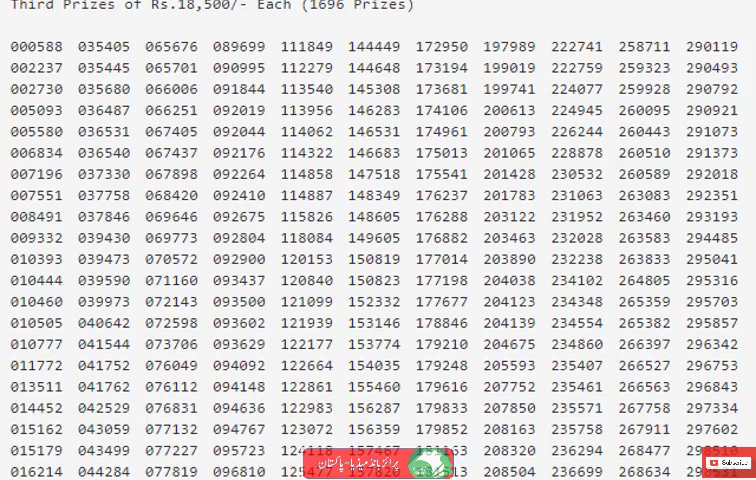 Third Prizes of Rs.18,500/- Each (1696 Prizes)
000588 035405 065676 089699 111849 144449 172950 197989 222741 258711 290119
002237 035445 065701 090995 112279 144648 173194 199019 222759 259323 290493
002730 035680 066006 091844 113540 145308 173681 199741 224077 259928 290792
005093 036487 066251 092019 113956 146283 174106 200613 224945 260095 290921
005580 036531 067405 092044 114062 146531 174961 200793 226244 260443 291073
006834 036540 067437 092176 114322 146683 175013 201065 228878 260510 291373
007196 037330 067898 092264 114858 147518 175541 201428 230532 260589 292018
007551 037758 068420 092410 114887 148349 176237 201783 231063 263083 292351
008491 037846 069646 092675 115826 148605 176288 203122 231952 263460 293193
009332 039430 069773 092804 118084 149605 176882 203463 232028 263583 294485
010393 039473 070572 092900 120153 150819 177014 203890 232238 263833 295041
010444 039590 071160 093437 120840 150823 177198 204038 234102 264805 295316
010460 039973 072143 093500 121099 152332 177677 204123 234348 265359 295703
010505 040642 072598 093602 121939 153146 178846 204139 234554 265382 295857
010777 041544 073706 093629 122177 153774 179210 204675 234860 266397 296342
011772 041752 076049 094092 122664 154035 179248 205593 235407 266527 296753
013511 041762 076112 094148 122861 155460 179616 207752 235461 266563 296843
014452 042529 076831 094636 122983 156287 179833 207850 235571 267758 297334
015162 043059 077132 094767 123072 156359 179852 208163 235758 267911 297602
015179 043499 077227 095723 124118 157467 208320 236294 268477 298510
016214 044284 077819 096810 208504 236699 268634
پرائزبانڈمیڈیا-پاکستان